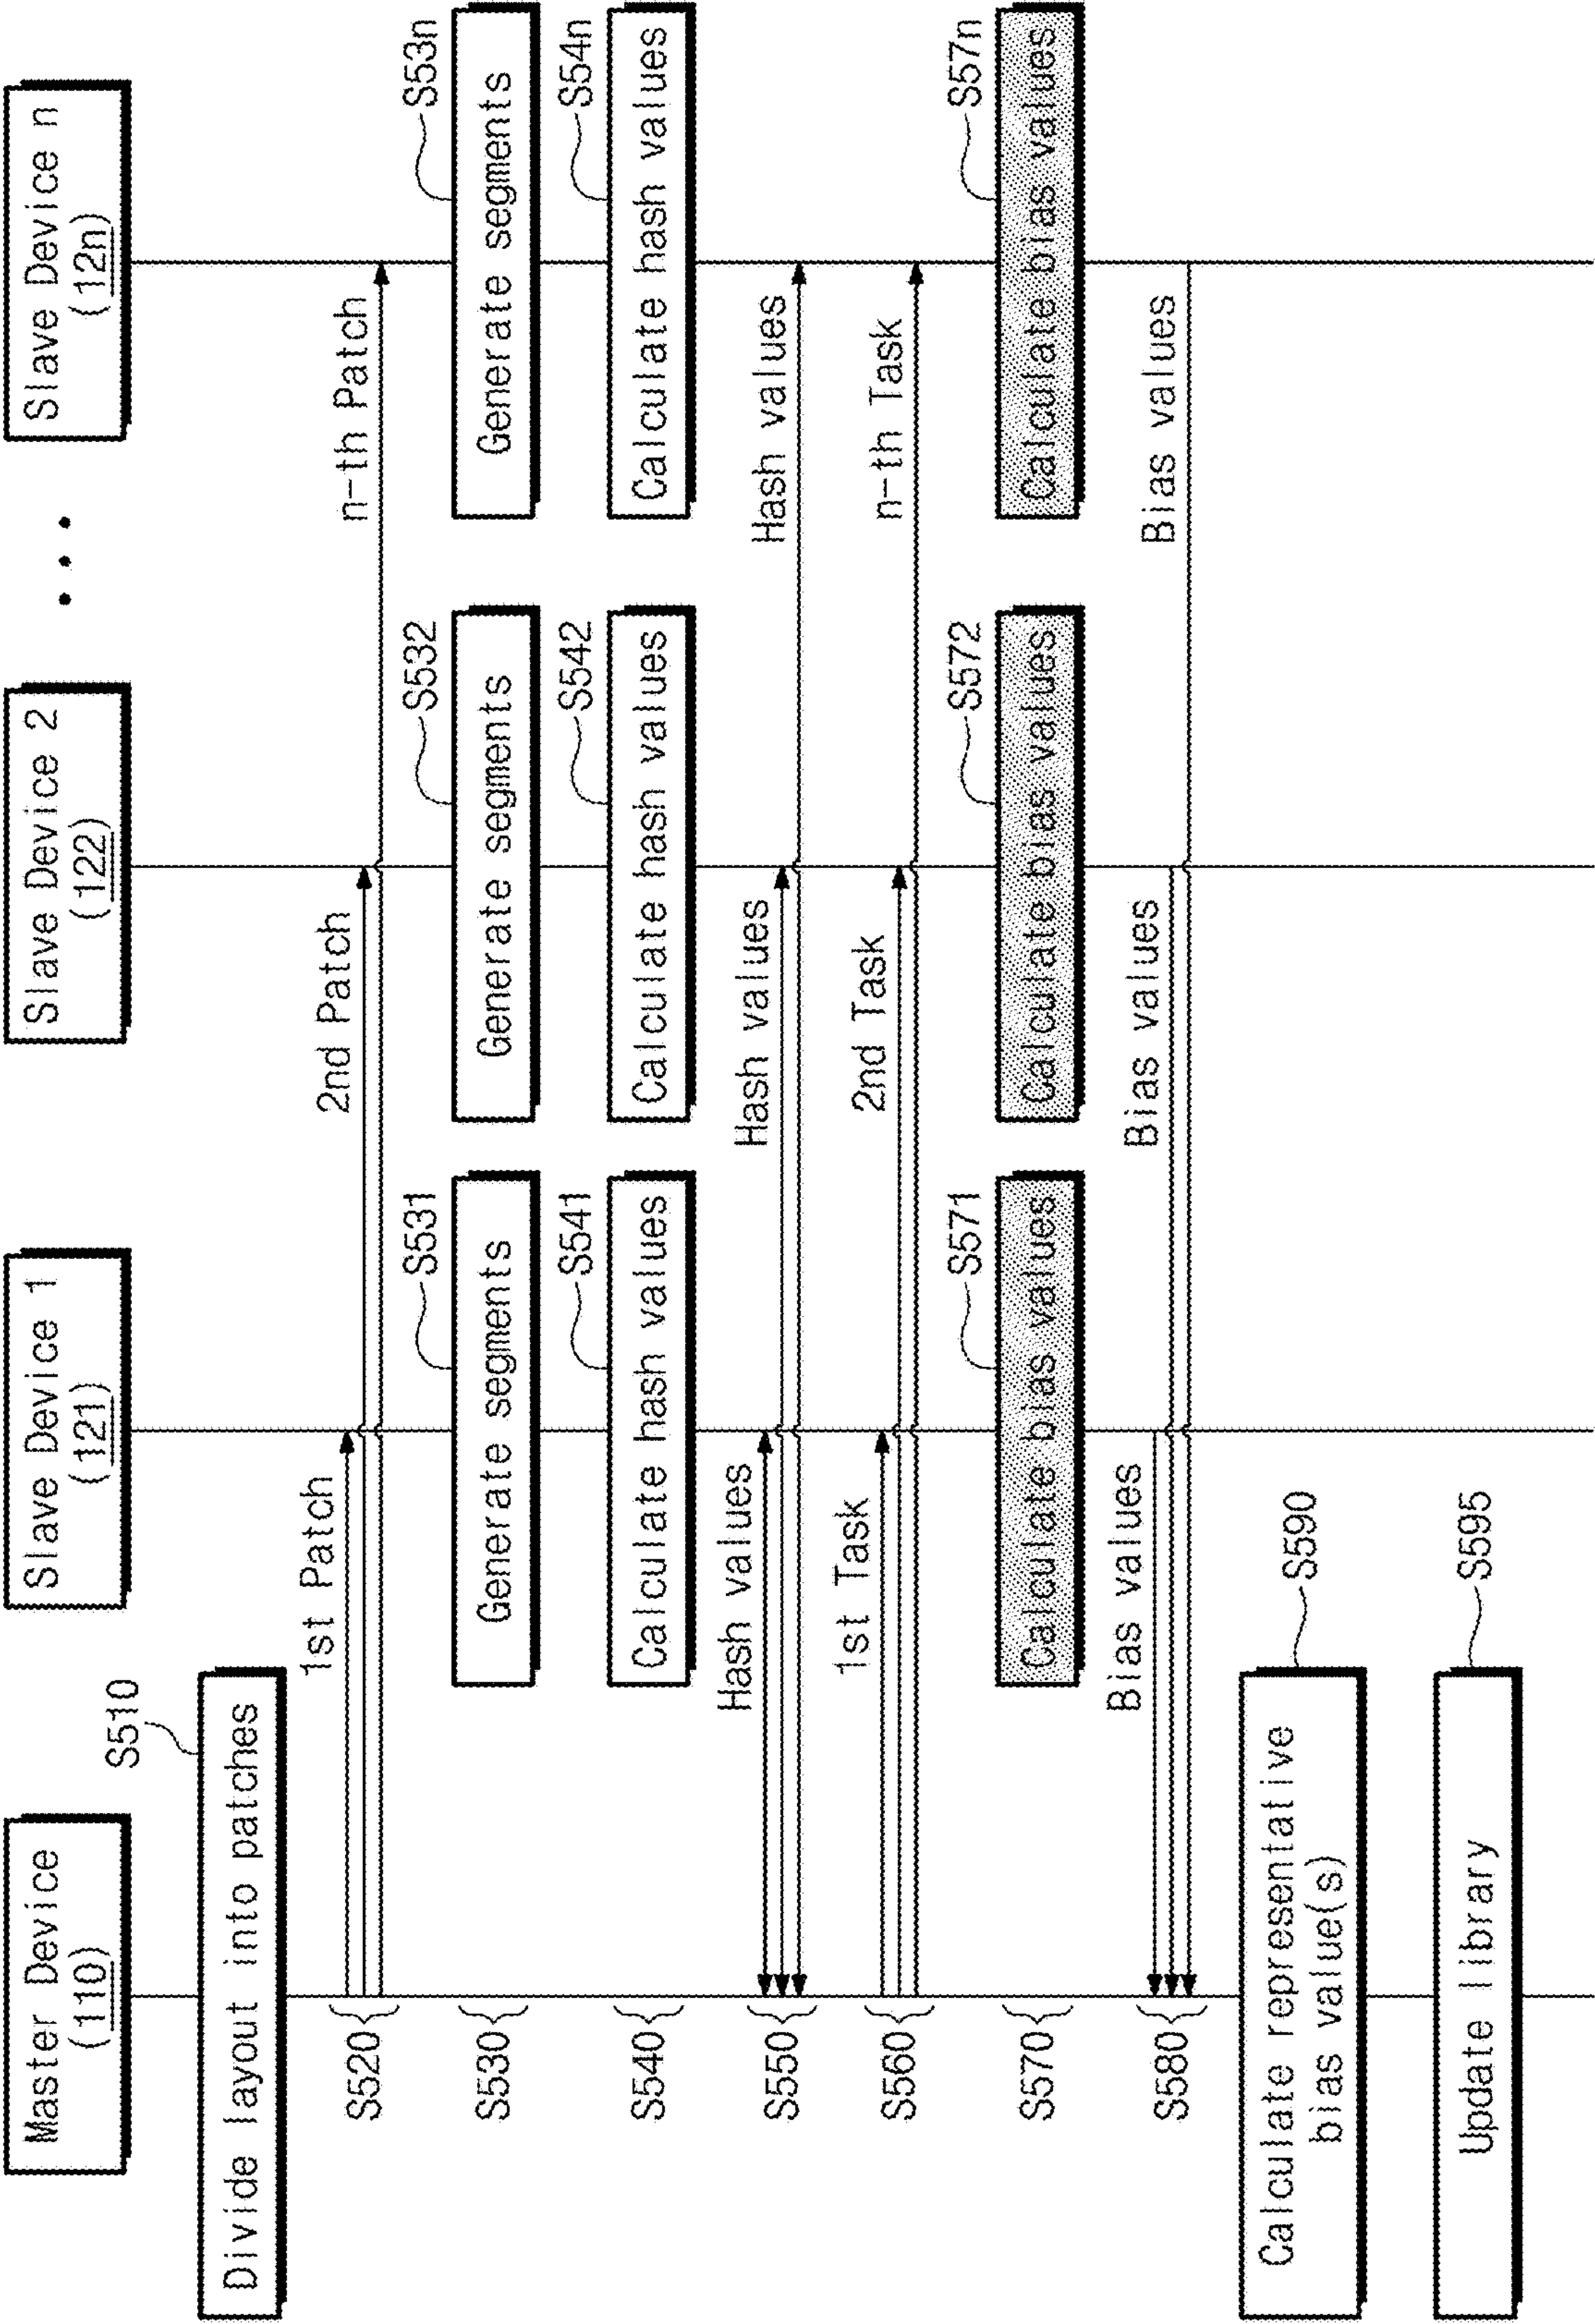 Master Device
(110)
Slave Device 1
(121)
Slave Device 2
(122)
• • •
Slave Device n
(12n)
S510
Divide layout into patches
S520
1st Patch
2nd Patch
n-th Patch
S530
S531
Generate segments
S532
Generate segments
S53n
Generate segments
S540
S541
Calculate hash values
S542
Calculate hash values
S54n
Calculate hash values
S550
Hash values
Hash values
Hash values
S560
1st Task
2nd Task
n-th Task
S570
S571
Calculate bias values
S572
Calculate bias values
S57n
Calculate bias values
S580
Bias values
Bias values
Bias values
S590
Calculate representative
bias value(s)
S595
Update library